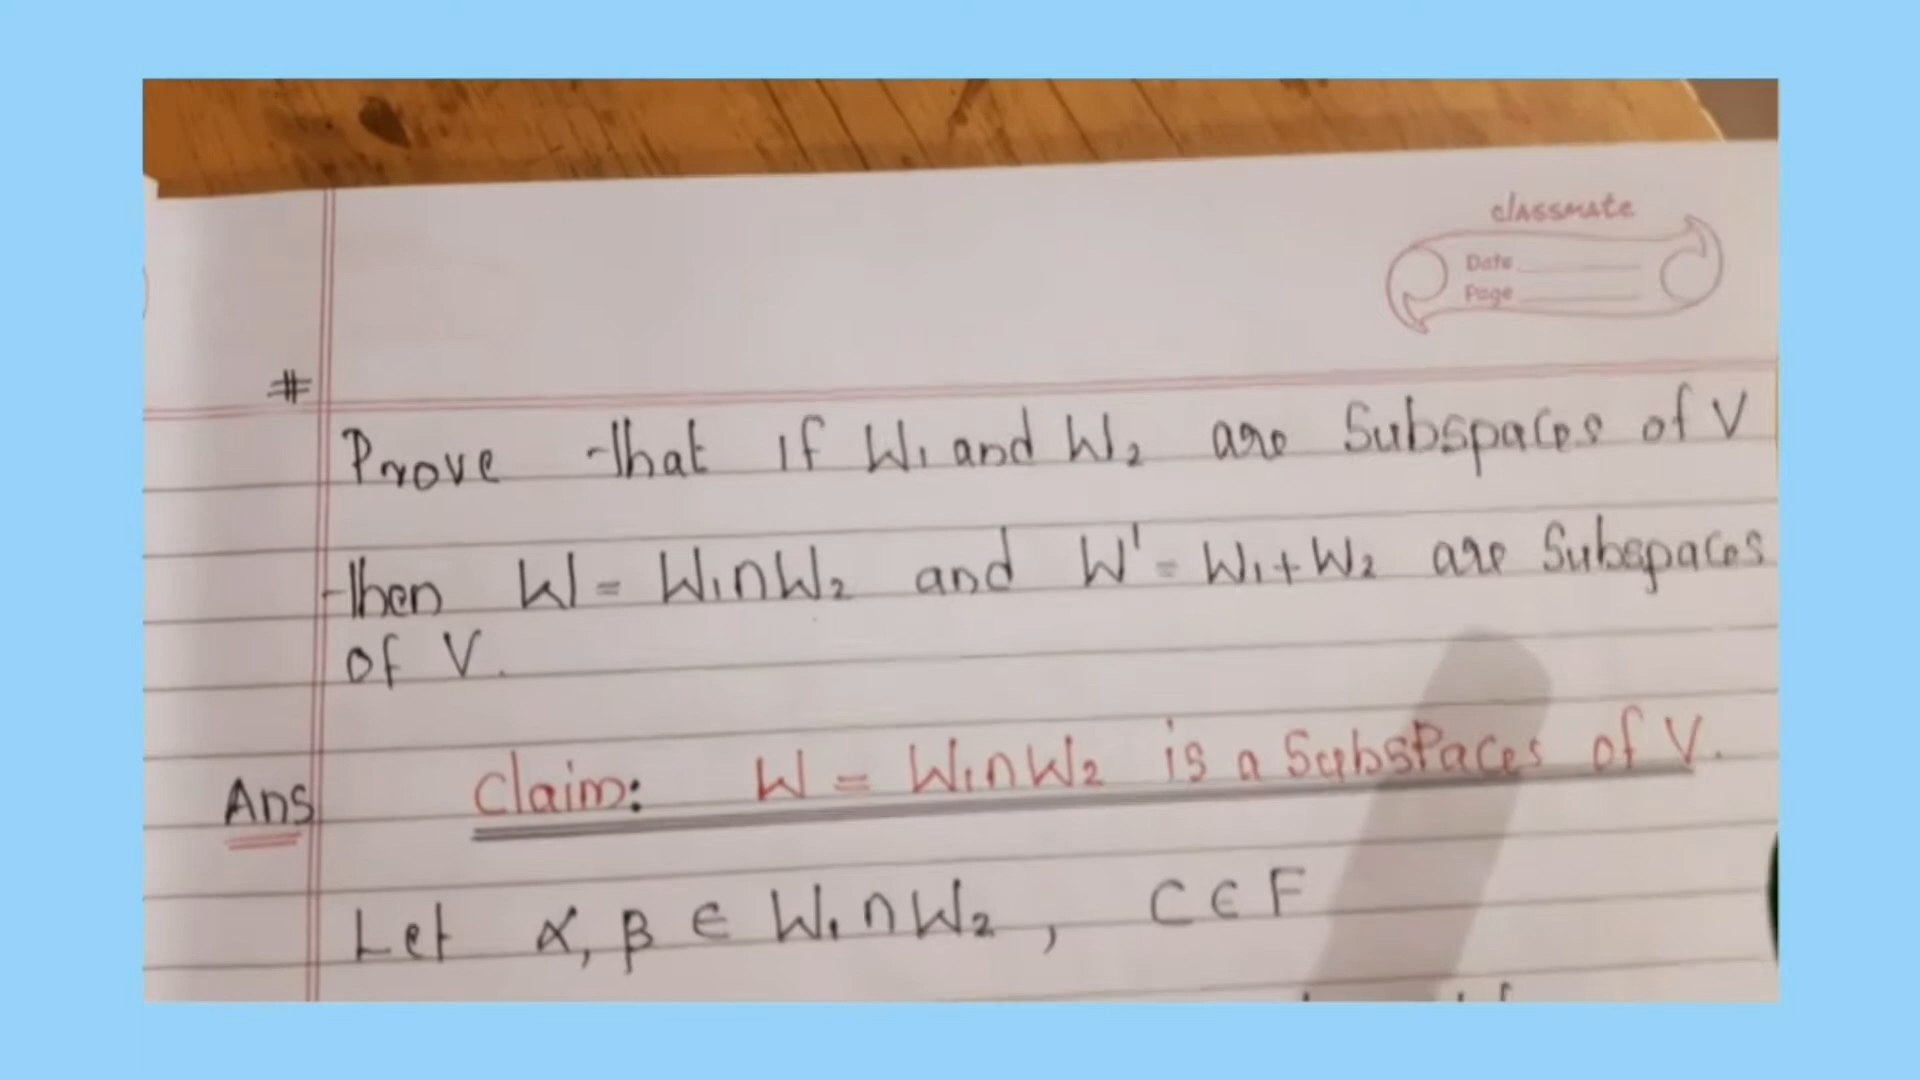 classmate
Date
Page
#
Prove that if W₁ and W₂ are Subspaces of V
then W = W₁∩W₂ and W' = W₁+W₂ are Subspaces
of V.
Ans Claim: W = W₁∩W₂ is a Subspaces of V.
Let α, β ∈ W₁∩W₂, C∈F